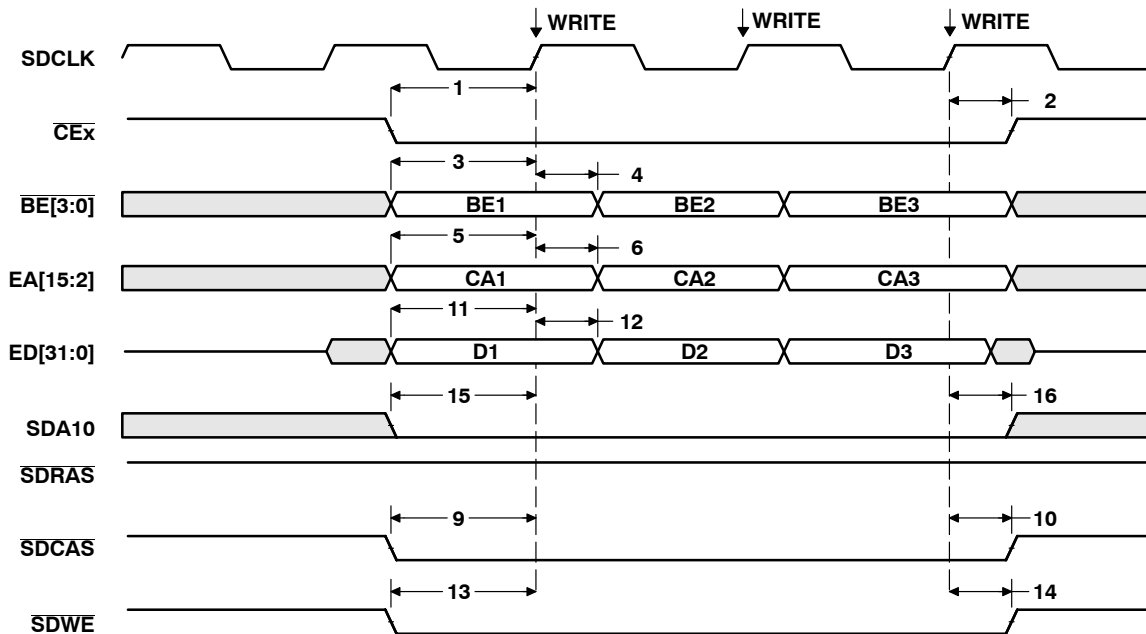 WRITE WRITE WRITE
SDCLK
1 2
CEx
3 4
BE[3:0] BE1 BE2 BE3
5 6
EA[15:2] CA1 CA2 CA3
11 12
ED[31:0] D1 D2 D3
15 16
SDA10
SDRAS
9 10
SDCAS
13 14
SDWE